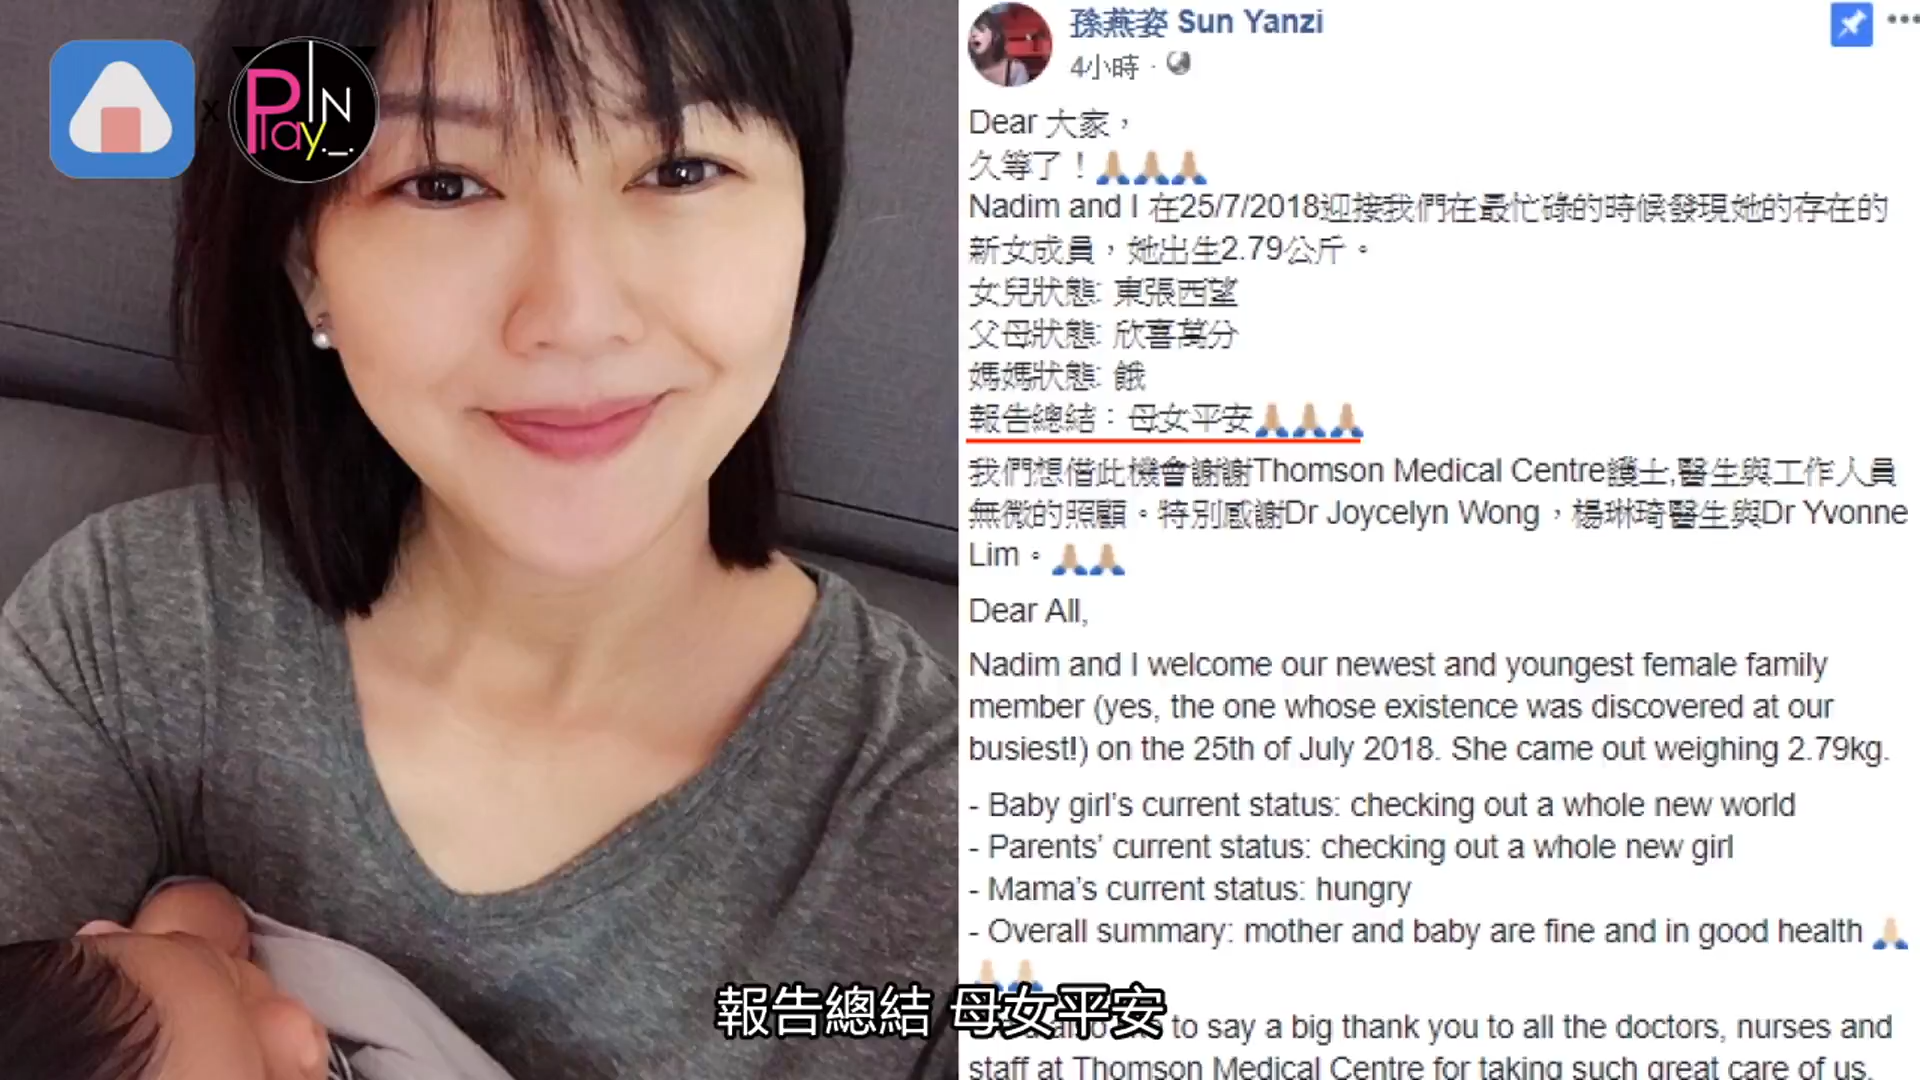 x
PlayIN._.
孫燕姿 Sun Yanzi
4小時 ·
Dear 大家，
久等了！🙏🏼🙏🏼🙏🏼
Nadim and I 在25/7/2018迎接我們在最忙碌的時候發現她的存在的
新女成員，她出生2.79公斤。
女兒狀態: 東張西望
父母狀態: 欣喜萬分
媽媽狀態: 餓
報告總結：母女平安🙏🏼🙏🏼🙏🏼
我們想借此機會謝謝Thomson Medical Centre護士,醫生與工作人員
無微的照顧。特別感謝Dr Joycelyn Wong，楊琳琦醫生與Dr Yvonne
Lim。🙏🏼🙏🏼
Dear All,
Nadim and I welcome our newest and youngest female family
member (yes, the one whose existence was discovered at our
busiest!) on the 25th of July 2018. She came out weighing 2.79kg.
- Baby girl's current status: checking out a whole new world
- Parents' current status: checking out a whole new girl
- Mama's current status: hungry
- Overall summary: mother and baby are fine and in good health 🙏🏼
🙏🏼🙏🏼
to say a big thank you to all the doctors, nurses and
staff at Thomson Medical Centre for taking such great care of us.
報告總結 母女平安